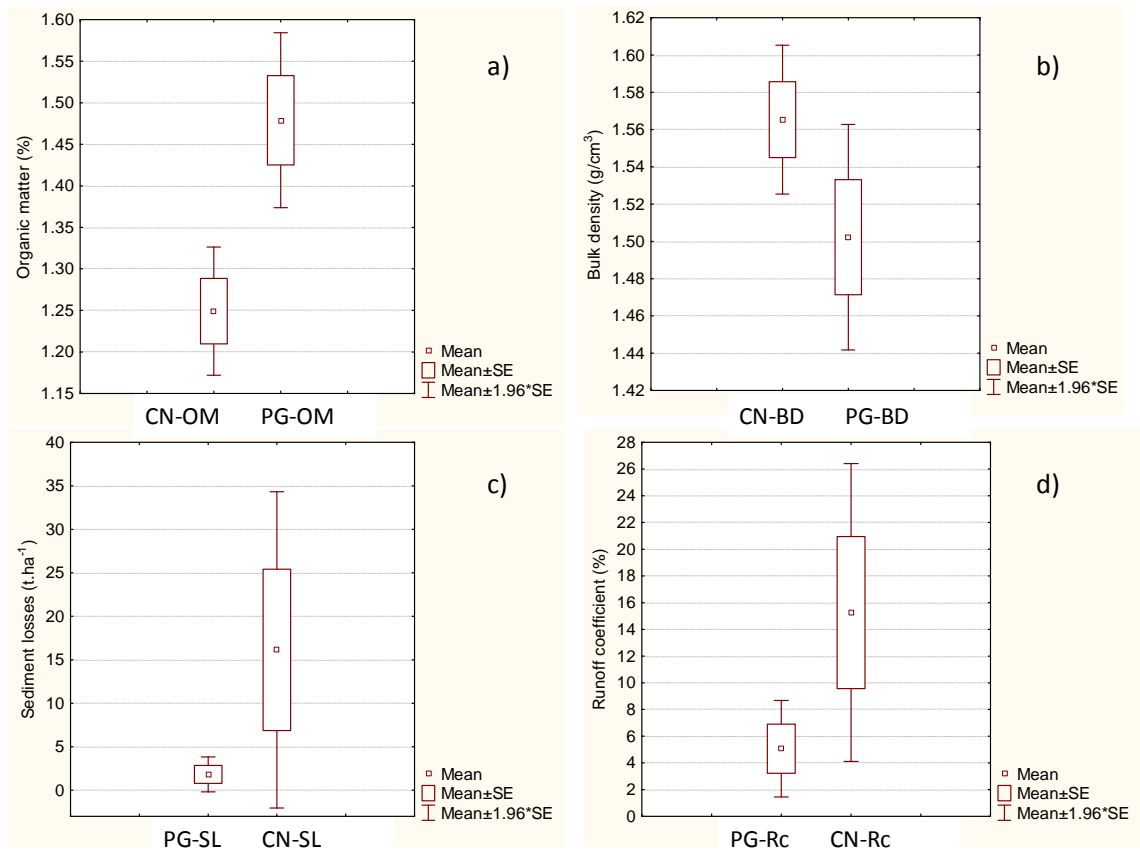 a)
Organic matter (%)
1.60
1.55
1.50
1.45
1.40
1.35
1.30
1.25
1.20
1.15
CN-OM PG-OM
Mean
Mean±SE
Mean±1.96*SE
b)
Bulk density (g/cm³)
1.62
1.60
1.58
1.56
1.54
1.52
1.50
1.48
1.46
1.44
1.42
CN-BD PG-BD
Mean
Mean±SE
Mean±1.96*SE
c)
Sediment losses (t.ha⁻¹)
40
35
30
25
20
15
10
5
0
PG-SL CN-SL
Mean
Mean±SE
Mean±1.96*SE
d)
Runoff coefficient (%)
28
26
24
22
20
18
16
14
12
10
8
6
4
2
0
PG-Rc CN-Rc
Mean
Mean±SE
Mean±1.96*SE